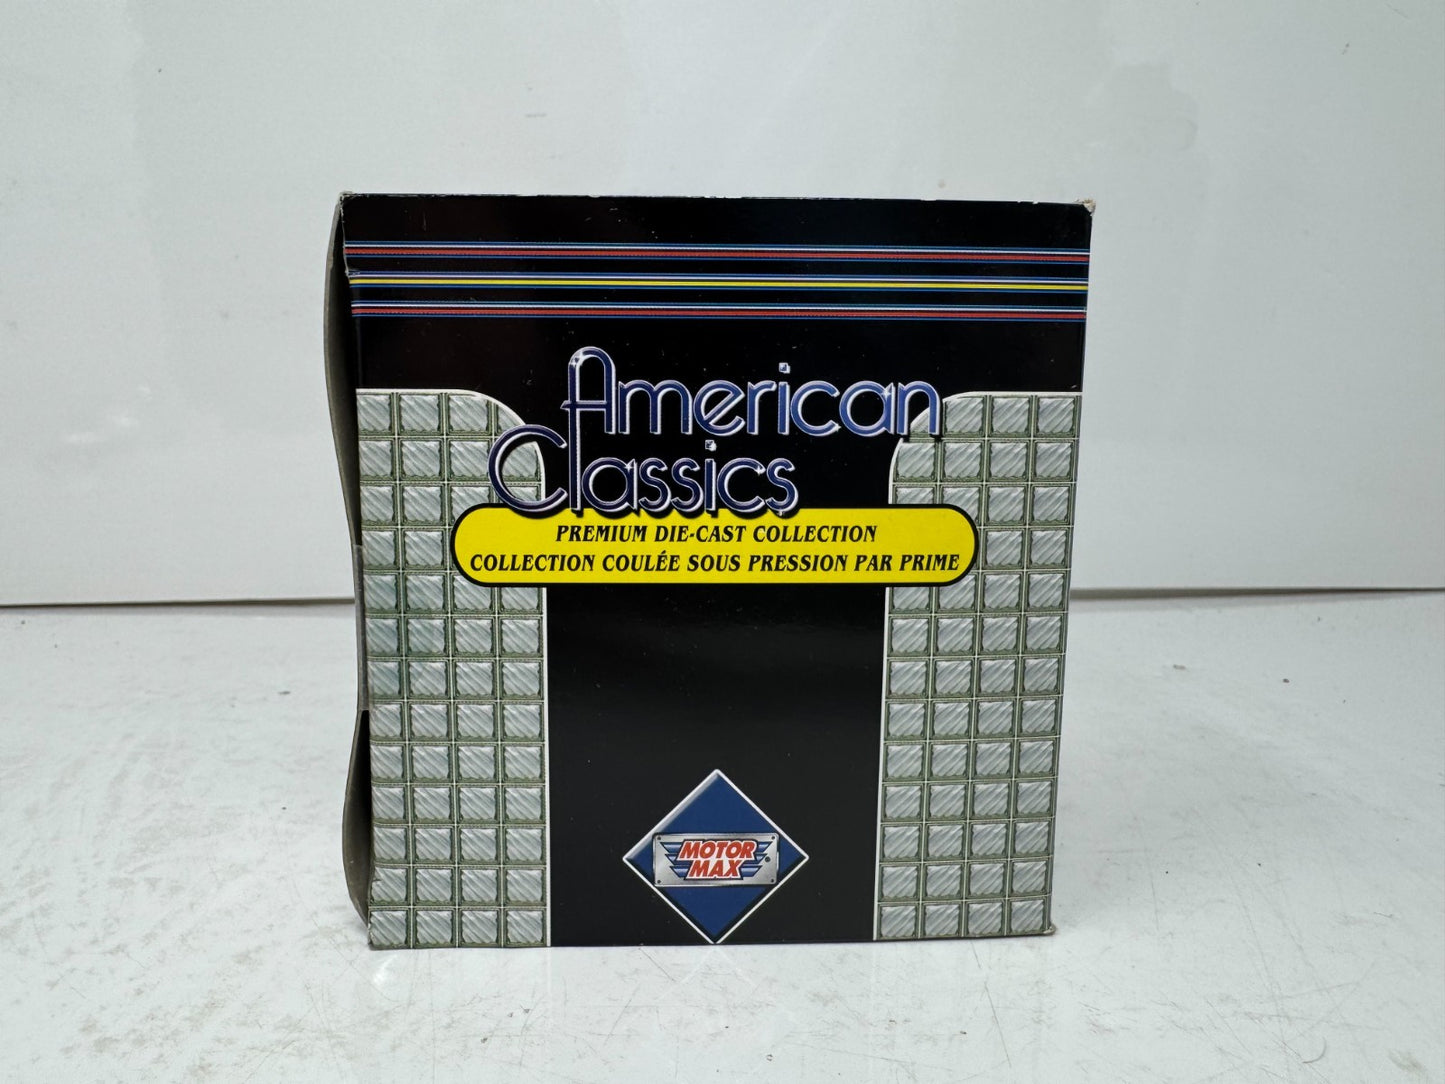 American
Classics
PREMIUM DIE-CAST COLLECTION
COLLECTION COULÉE SOUS PRESSION PAR PRIME
MOTOR
MAX